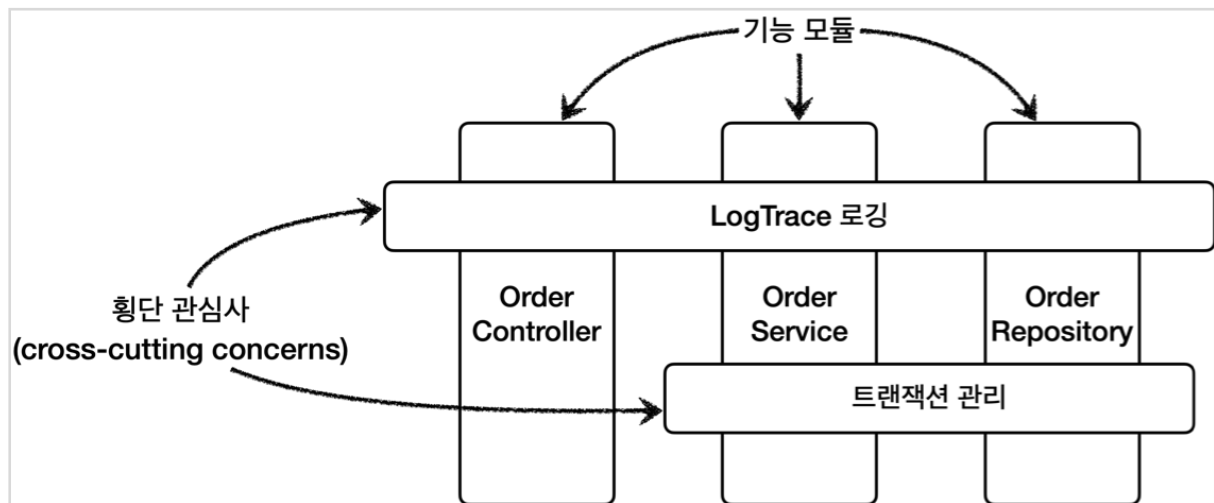 기능 모듈
LogTrace 로깅
횡단 관심사
(cross-cutting concerns)
Order
Controller
Order
Service
Order
Repository
트랜잭션 관리